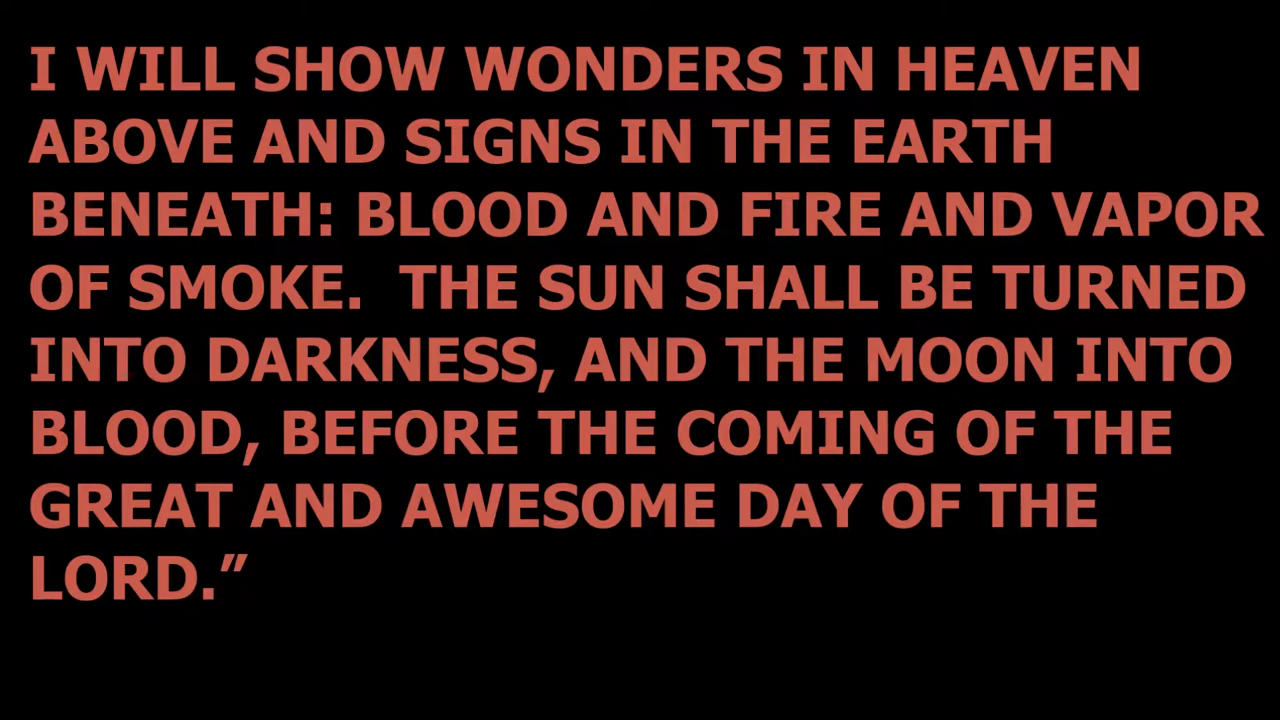 I WILL SHOW WONDERS IN HEAVEN
ABOVE AND SIGNS IN THE EARTH
BENEATH: BLOOD AND FIRE AND VAPOR
OF SMOKE.  THE SUN SHALL BE TURNED
INTO DARKNESS, AND THE MOON INTO
BLOOD, BEFORE THE COMING OF THE
GREAT AND AWESOME DAY OF THE
LORD.”